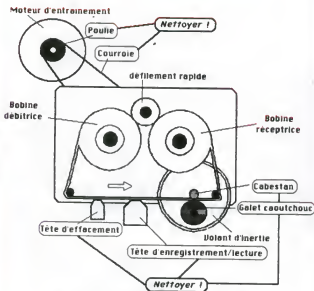 Moteur d'entrainement
Poulie
Nettoyer !
Courroie
défilement rapide
Bobine
débitrice
Bobine
réceptrice
Cabestan
Galet caoutchouc
Tête d'effacement
Volant d'inertie
Tête d'enregistrement/lecture
Nettoyer !